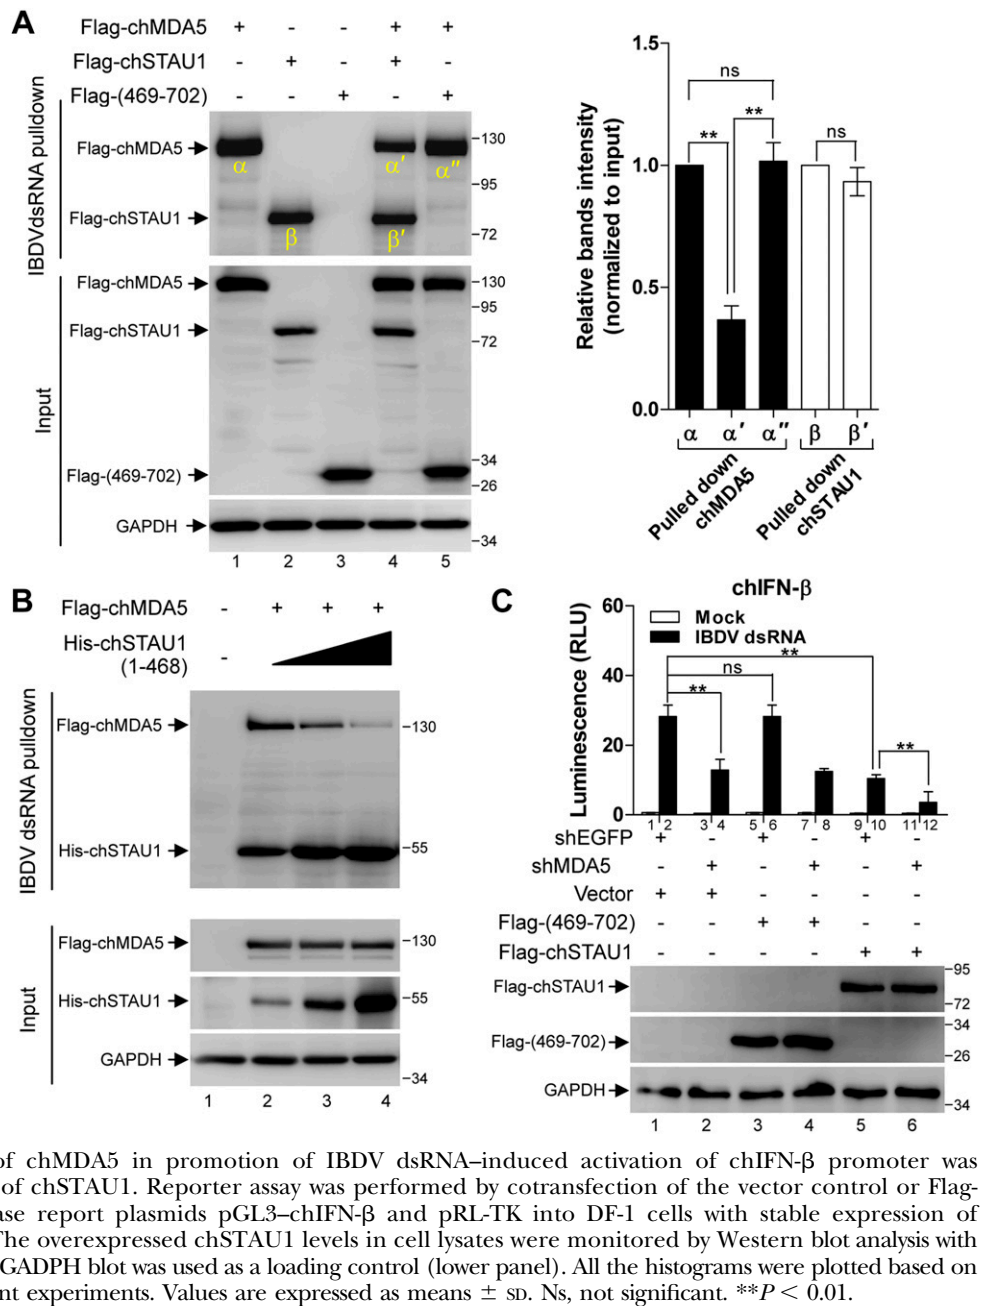 A
Flag-chMDA5 + - - + +
Flag-chSTAU1 - + - + -
Flag-(469-702) - - + - +
IBDVdsRNA pulldown
Flag-chMDA5
α
α′
α″
130
95
Flag-chSTAU1
β
β′
72
Input
Flag-chMDA5
130
95
Flag-chSTAU1
72
Flag-(469-702)
34
26
GAPDH
34
1 2 3 4 5
Relative bands intensity
(normalized to input)
1.5
1.0
0.5
0.0
ns
**
**
ns
α α′ α″ β β′
Pulled down
chMDA5
Pulled down
chSTAU1
B
Flag-chMDA5 - + + +
His-chSTAU1
(1-468)
-
IBDV dsRNA pulldown
Flag-chMDA5
130
His-chSTAU1
55
Input
Flag-chMDA5
130
His-chSTAU1
55
GAPDH
34
1 2 3 4
C
chIFN-β
Luminescence (RLU)
60
40
20
0
Mock
IBDV dsRNA
**
ns
**
**
1 2 3 4 5 6 7 8 9 10 11 12
shEGFP + - + - + -
shMDA5 - + - + - +
Vector + + - - - -
Flag-(469-702) - - + + - -
Flag-chSTAU1 - - - - + +
Flag-chSTAU1
95
72
Flag-(469-702)
34
26
GAPDH
34
1 2 3 4 5 6
of chMDA5 in promotion of IBDV dsRNA–induced activation of chIFN-β promoter was
of chSTAU1. Reporter assay was performed by cotransfection of the vector control or Flag-
ase report plasmids pGL3–chIFN-β and pRL-TK into DF-1 cells with stable expression of
The overexpressed chSTAU1 levels in cell lysates were monitored by Western blot analysis with
GADPH blot was used as a loading control (lower panel). All the histograms were plotted based on
nt experiments. Values are expressed as means ± SD. Ns, not significant. **P < 0.01.